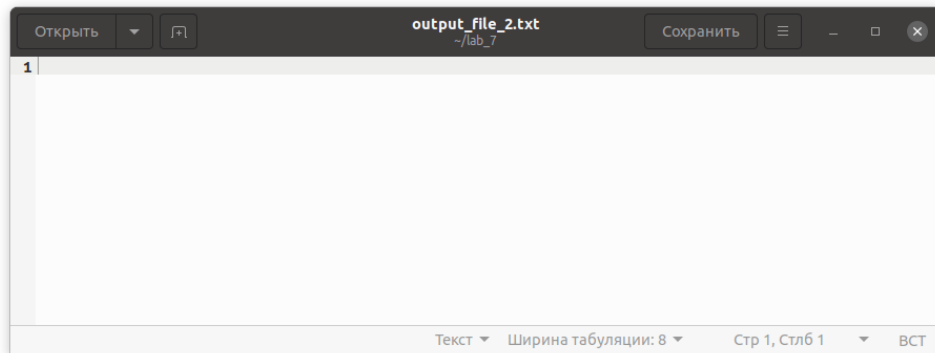 Открыть
output_file_2.txt
~/lab_7
Сохранить
1
Текст Ширина табуляции: 8 Стр 1, Стлб 1 ВСТ